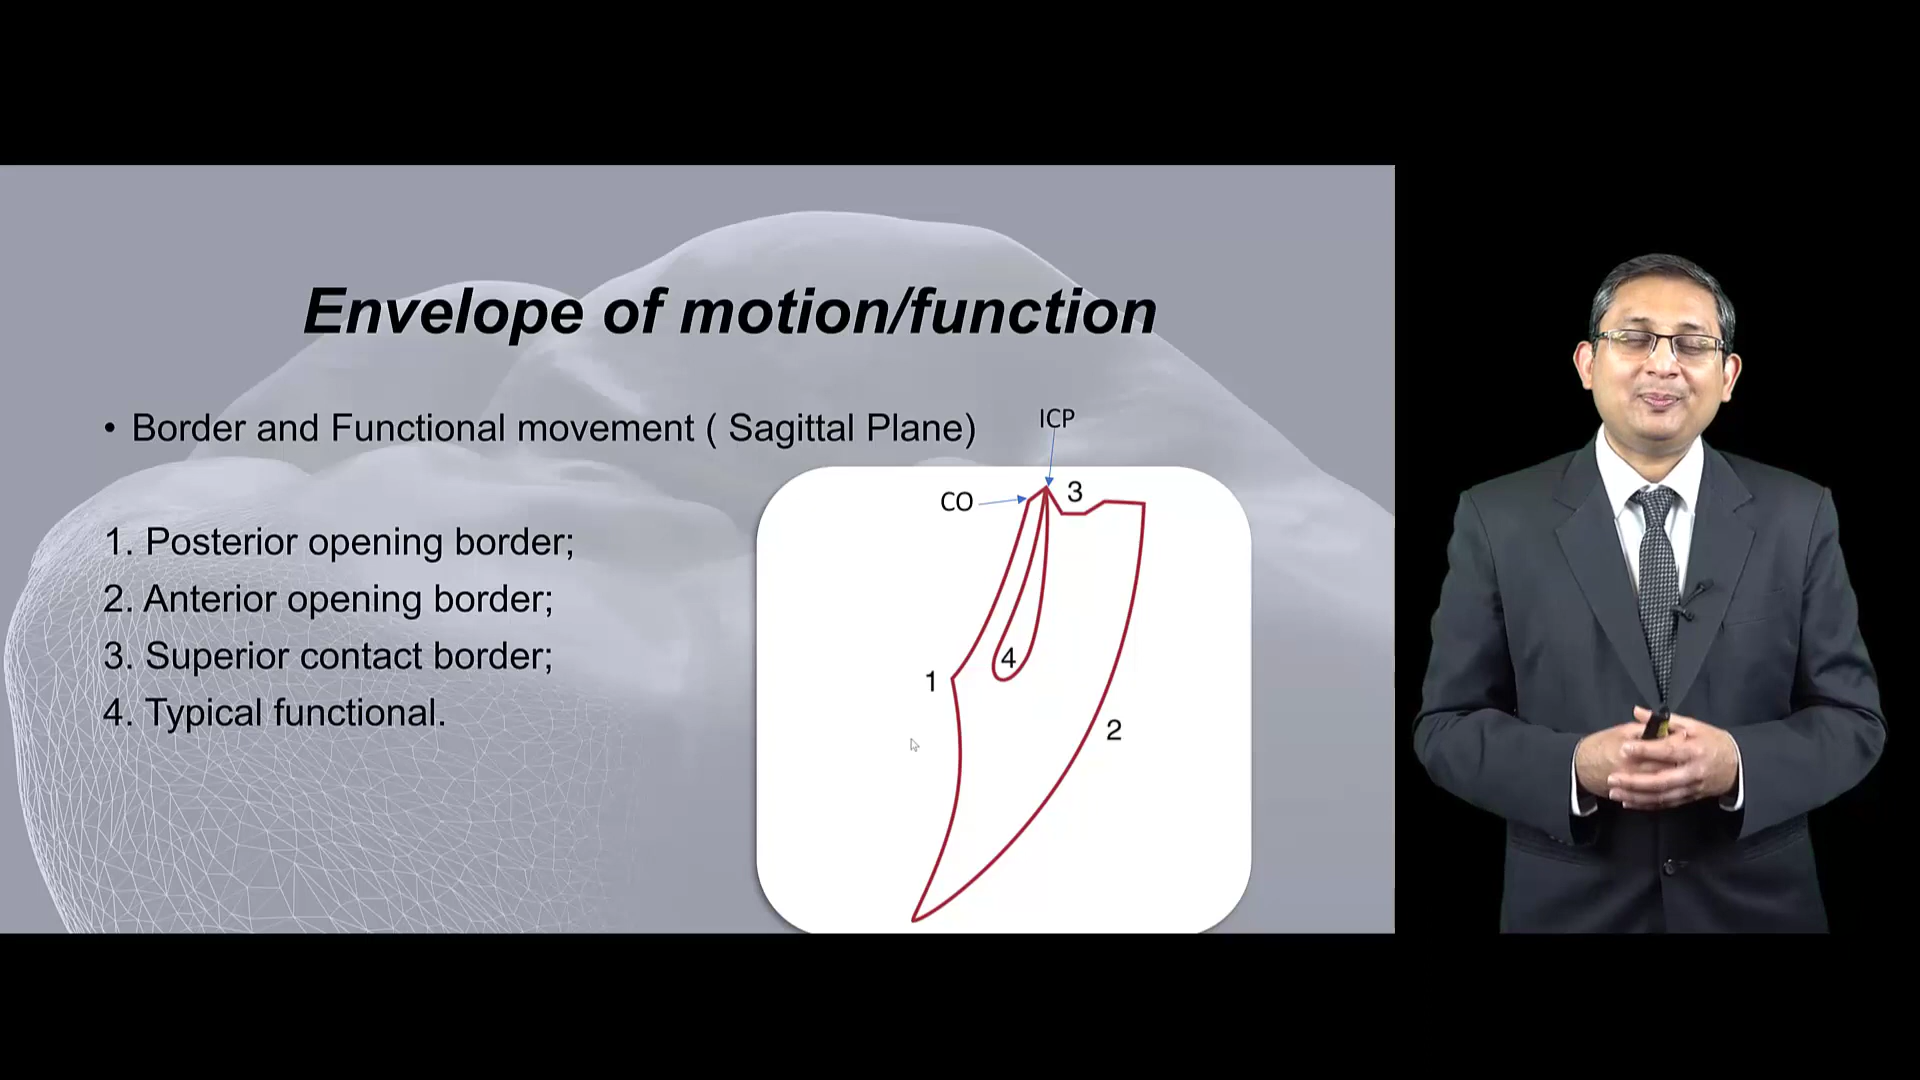 Envelope of motion/function
• Border and Functional movement ( Sagittal Plane)
1. Posterior opening border;
2. Anterior opening border;
3. Superior contact border;
4. Typical functional.
ICP
CO
3
4
1
2